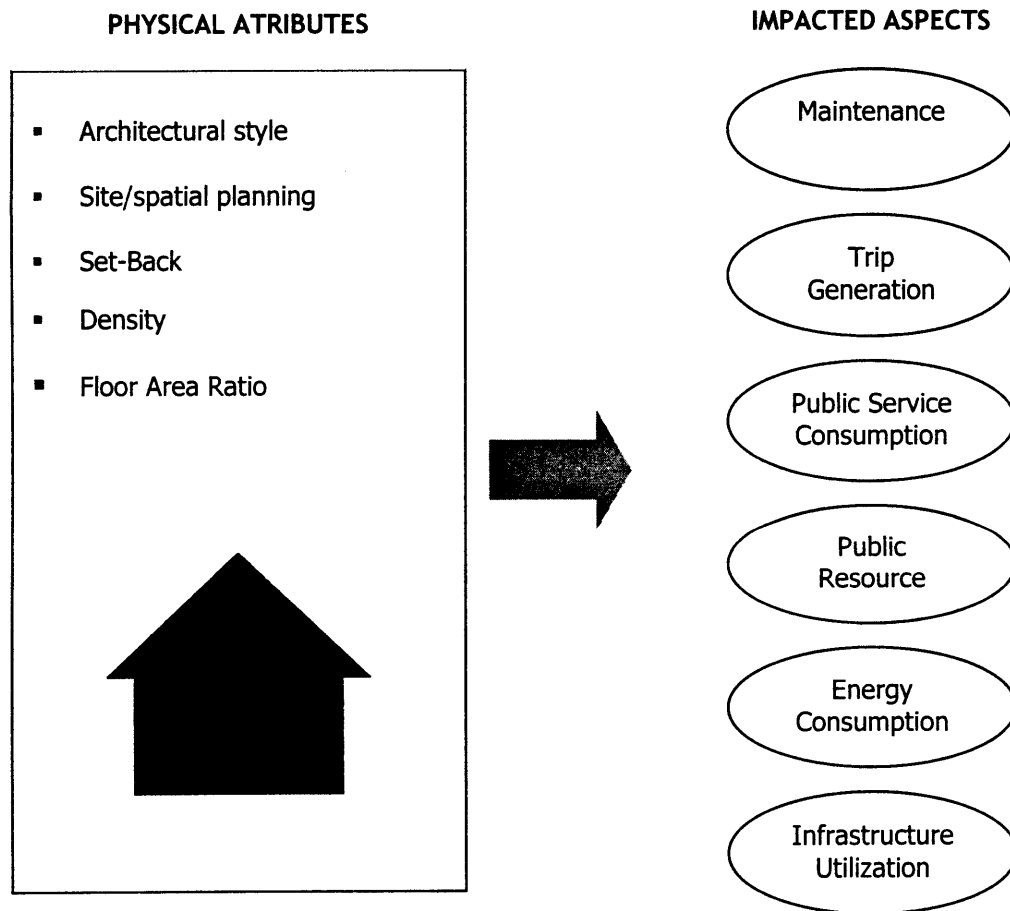 PHYSICAL ATRIBUTES
▪ Architectural style
▪ Site/spatial planning
▪ Set-Back
▪ Density
▪ Floor Area Ratio
IMPACTED ASPECTS
Maintenance
Trip
Generation
Public Service
Consumption
Public
Resource
Energy
Consumption
Infrastructure
Utilization